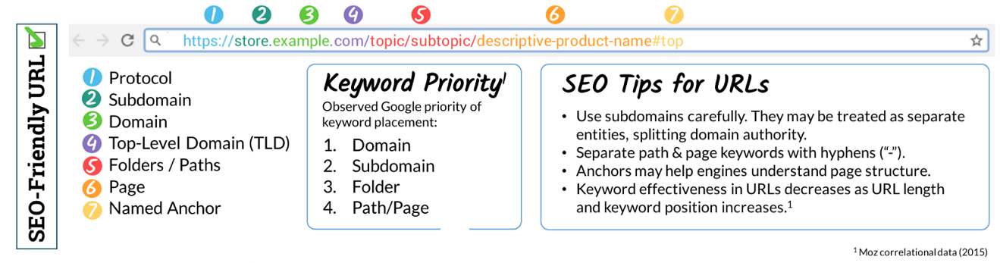 SEO-Friendly URL
1 2 3 4 5 6 7
https://store.example.com/topic/subtopic/descriptive-product-name#top
1 Protocol
2 Subdomain
3 Domain
4 Top-Level Domain (TLD)
5 Folders / Paths
6 Page
7 Named Anchor
Keyword Priority¹
Observed Google priority of
keyword placement:
1. Domain
2. Subdomain
3. Folder
4. Path/Page
SEO Tips for URLs
• Use subdomains carefully. They may be treated as separate
entities, splitting domain authority.
• Separate path & page keywords with hyphens (“-”).
• Anchors may help engines understand page structure.
• Keyword effectiveness in URLs decreases as URL length
and keyword position increases.¹
¹ Moz correlational data (2015)